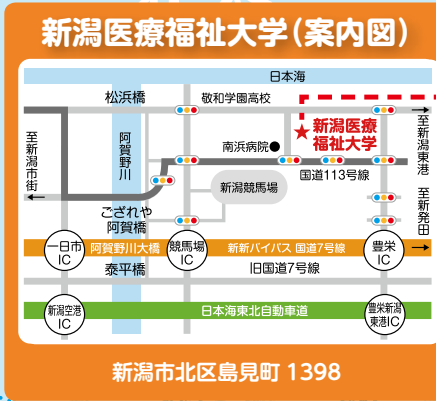 新潟医療福祉大学(案内図)
日本海
松浜橋
敬和学園高校
至新潟東港
新潟医療
福祉大学
阿賀野川
南浜病院
国道113号線
至新潟市街
新潟競馬場
至新発田
ござれや
阿賀橋
一日市
IC
阿賀野川大橋
競馬場
IC
新新バイパス 国道7号線
豊栄
IC
泰平橋
旧国道7号線
新潟空港
IC
日本海東北自動車道
豊栄新潟
東港IC
新潟市北区島見町 1398